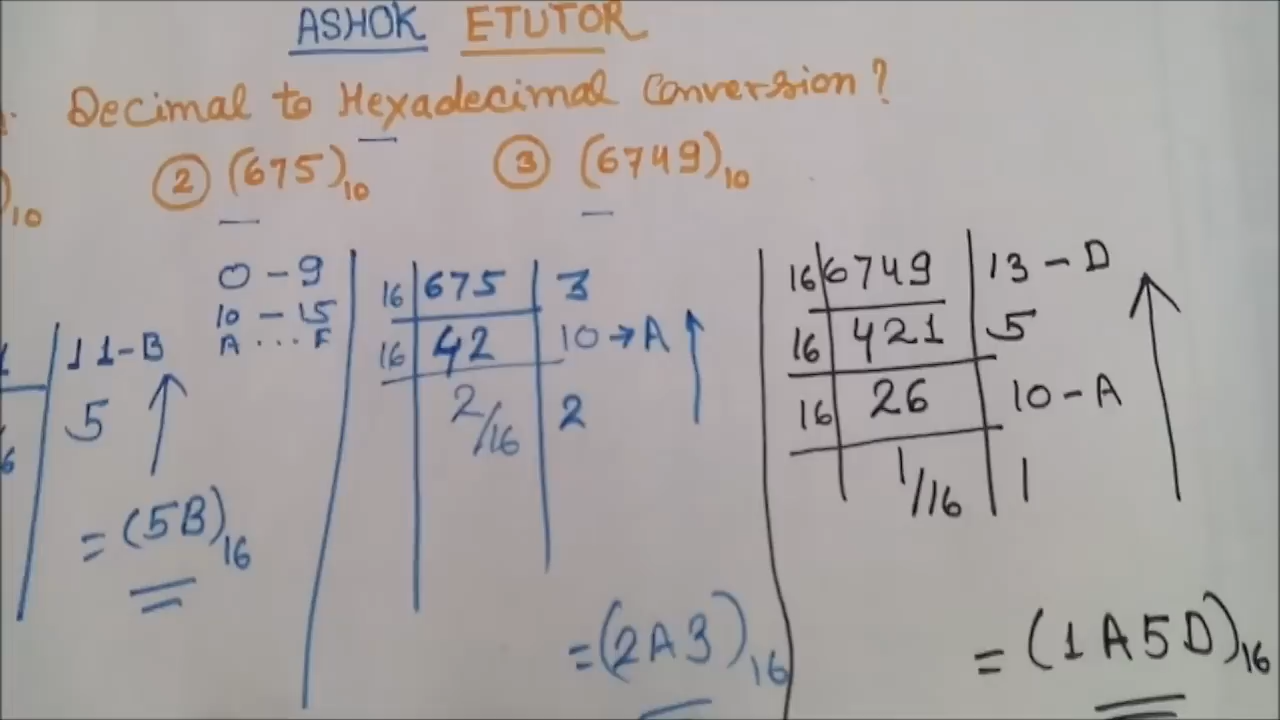 ASHOK ETUTOR
Decimal to Hexadecimal Conversion?
)10 ② (675)10 ③ (6749)10
0 - 9
10 - 15
A ... F
11-B
5
6
= (5B)16
16 675 3
16 42 10→A
2/16 2
= (2A3)16
16 6749 13 - D
16 421 5
16 26 10 - A
1/16 1
= (1A5D)16